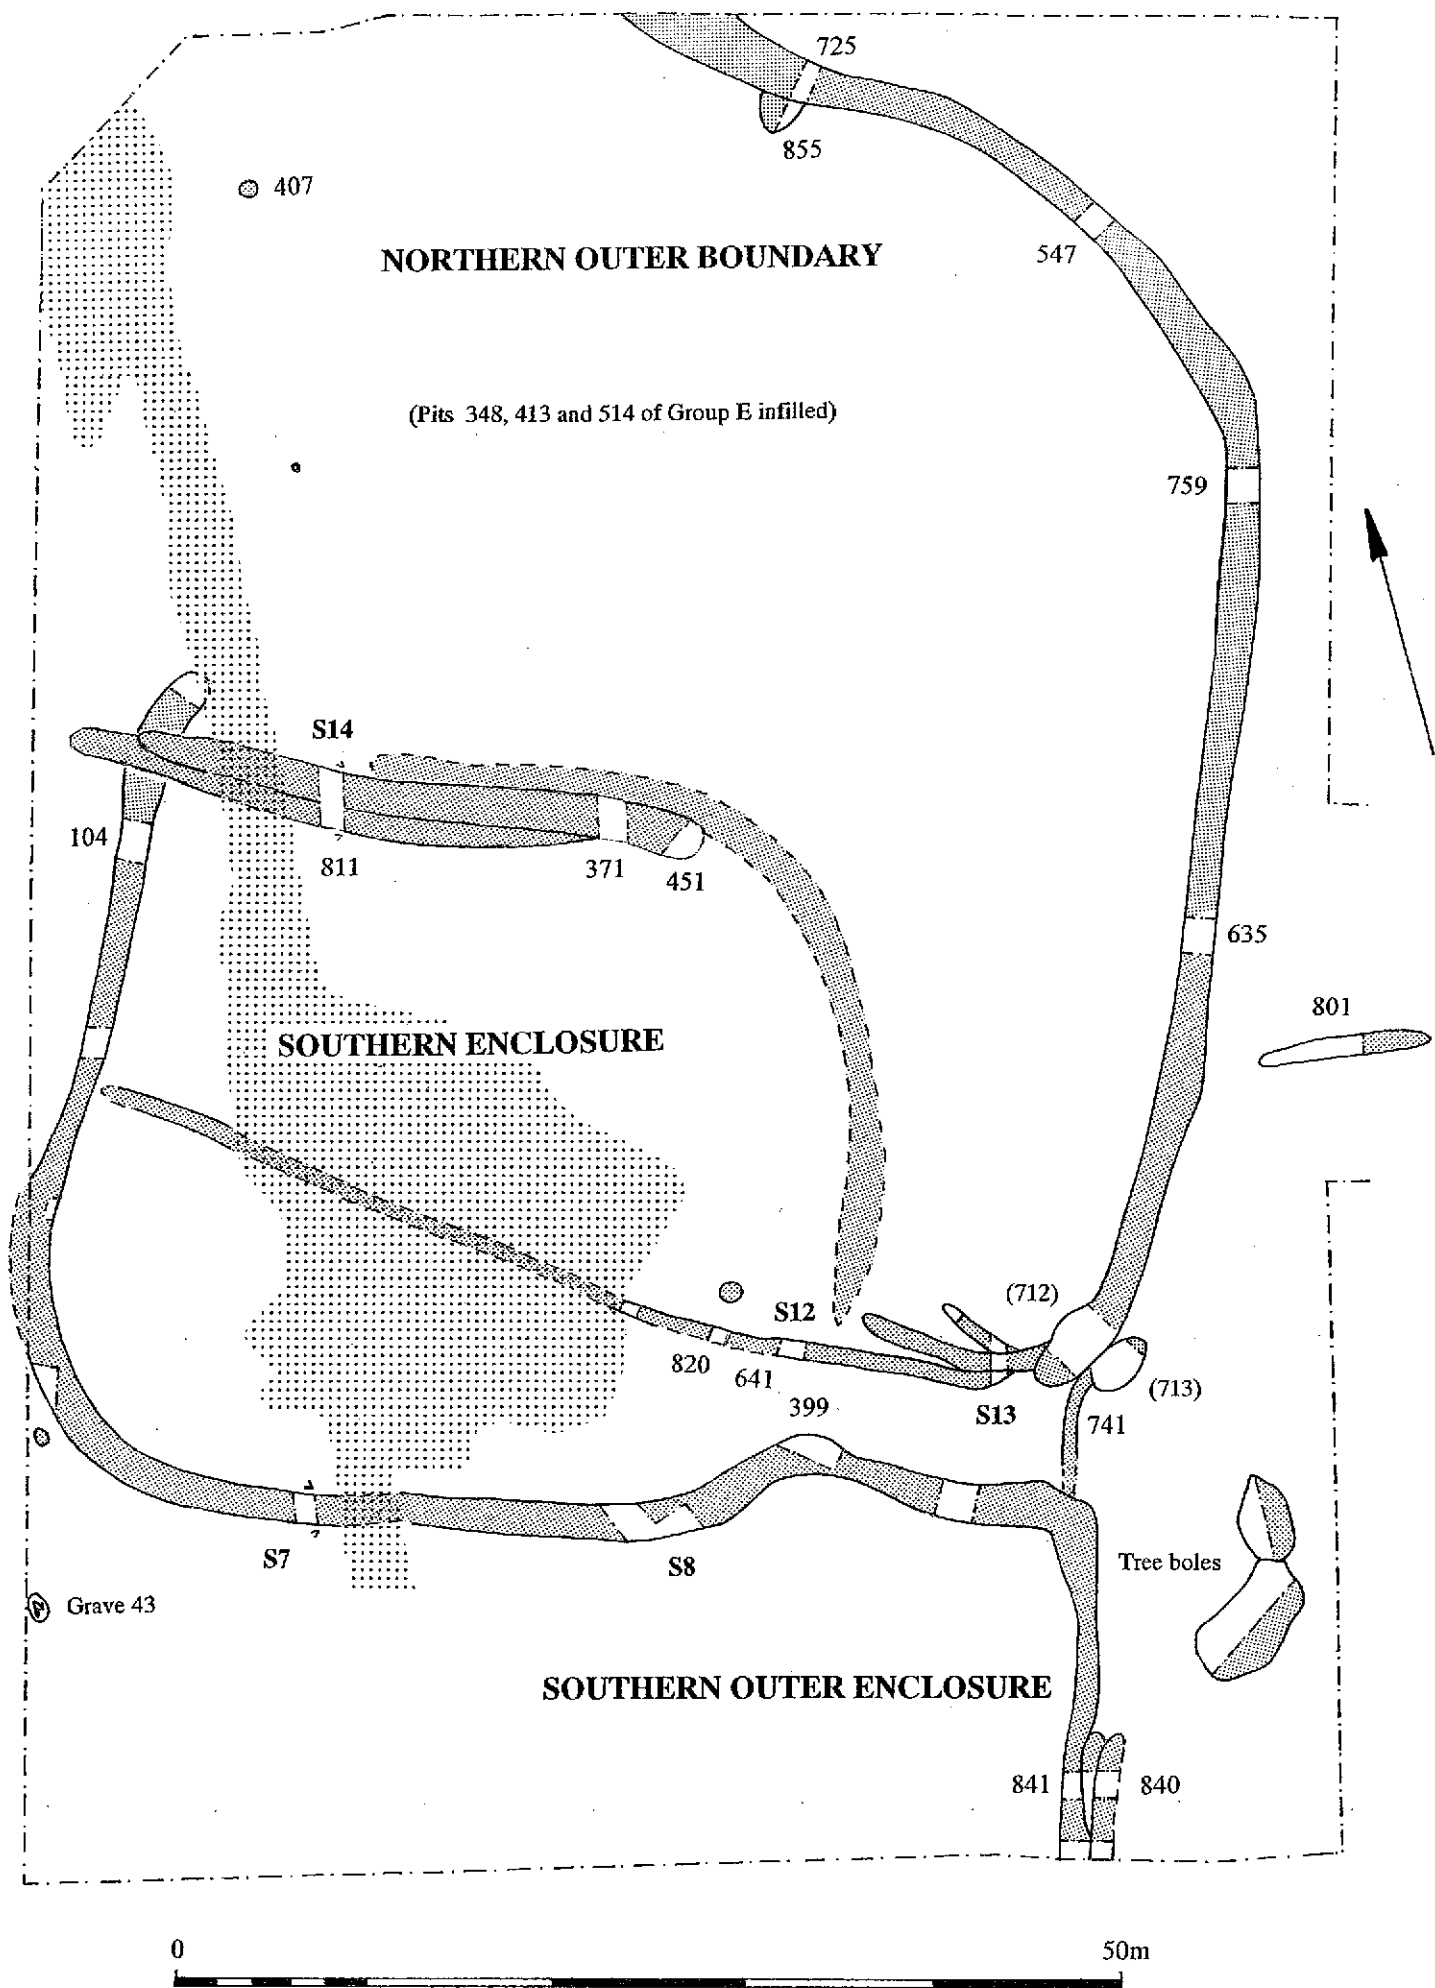 725
855
407
NORTHERN OUTER BOUNDARY
547
(Pits 348, 413 and 514 of Group E infilled)
759
S14
104
811
371
451
635
801
SOUTHERN ENCLOSURE
(712)
S12
820
641
(713)
399
S13
741
S7
S8
Tree boles
Grave 43
SOUTHERN OUTER ENCLOSURE
841
840
0
50m